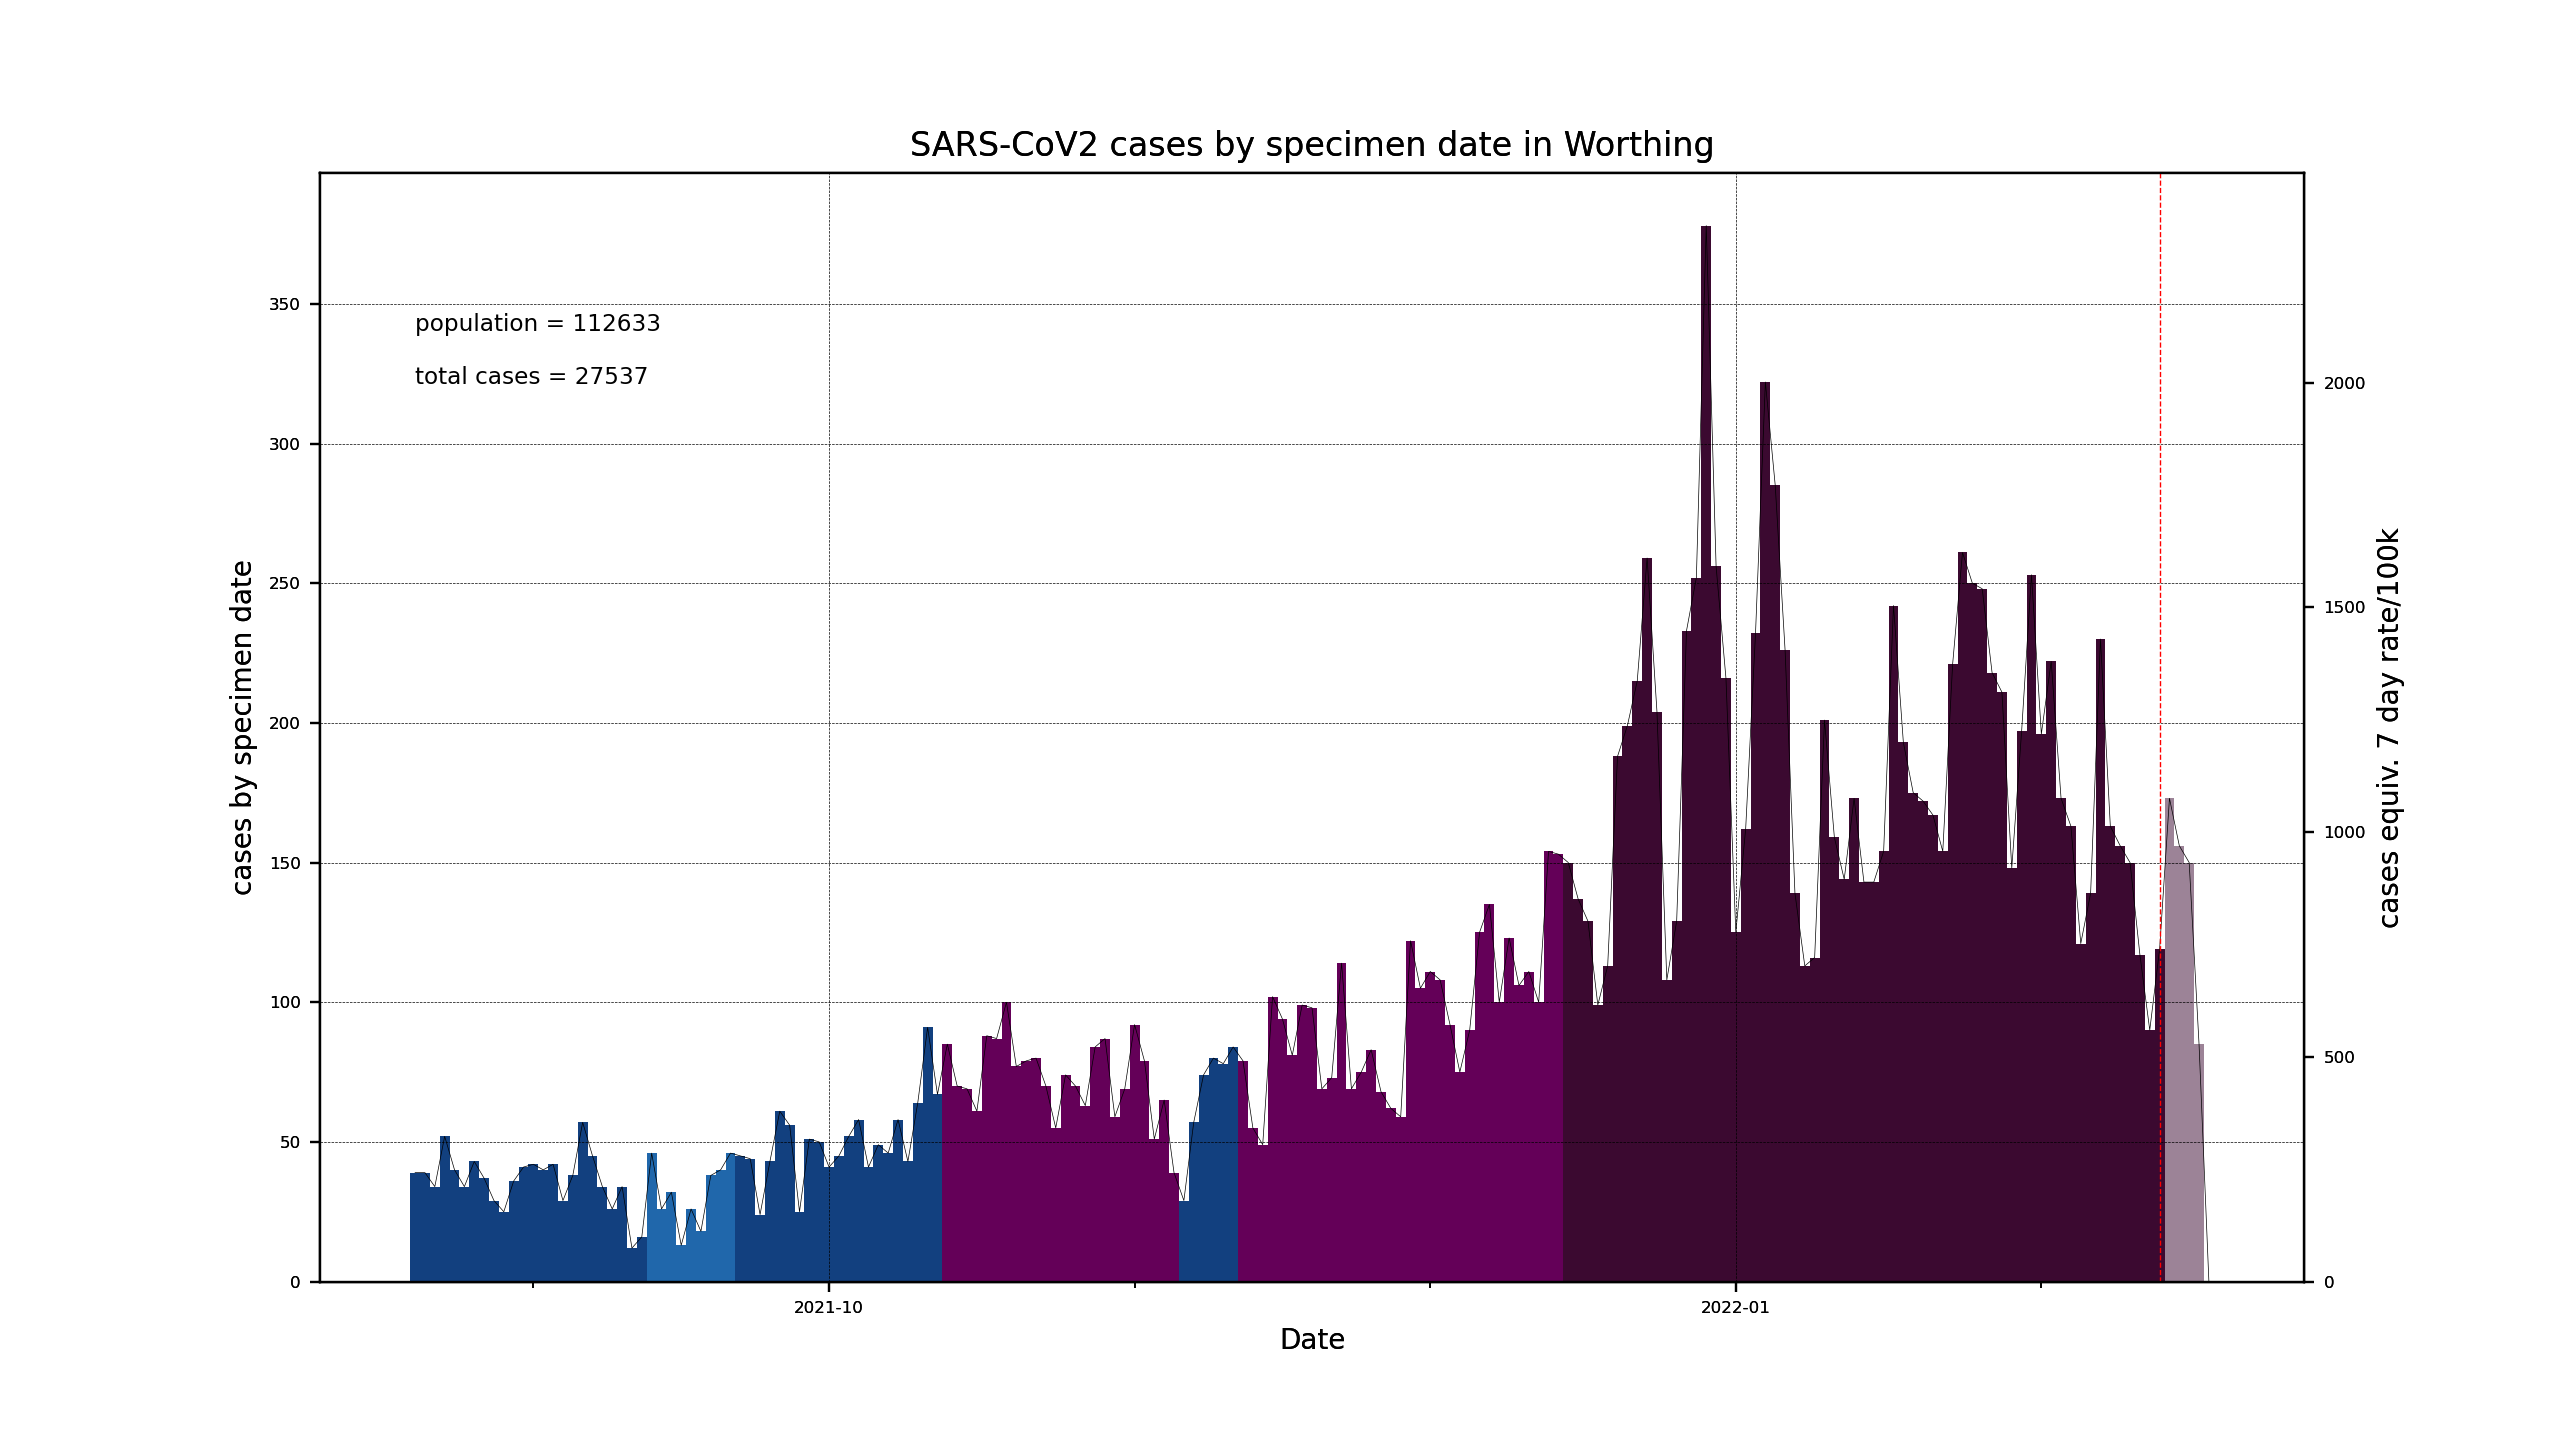 SARS-CoV2 cases by specimen date in Worthing
population = 112633
total cases = 27537
cases by specimen date
350
300
250
200
150
100
50
0
2000
1500
1000
500
0
cases equiv. 7 day rate/100k
2021-10
2022-01
Date